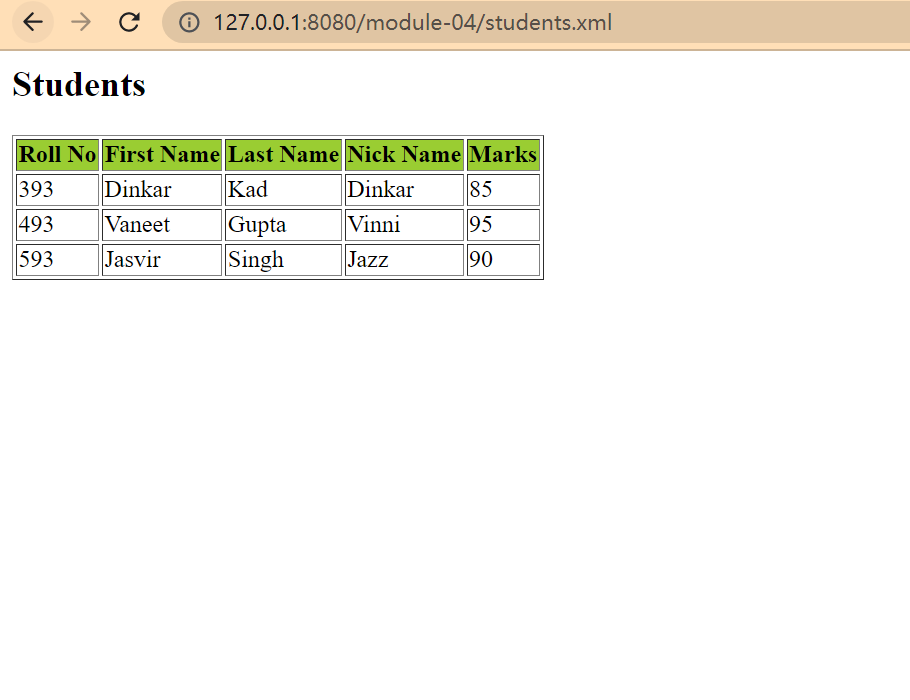 127.0.0.1:8080/module-04/students.xml
Students
Roll No First Name Last Name Nick Name Marks
393 Dinkar Kad Dinkar 85
493 Vaneet Gupta Vinni 95
593 Jasvir Singh Jazz 90